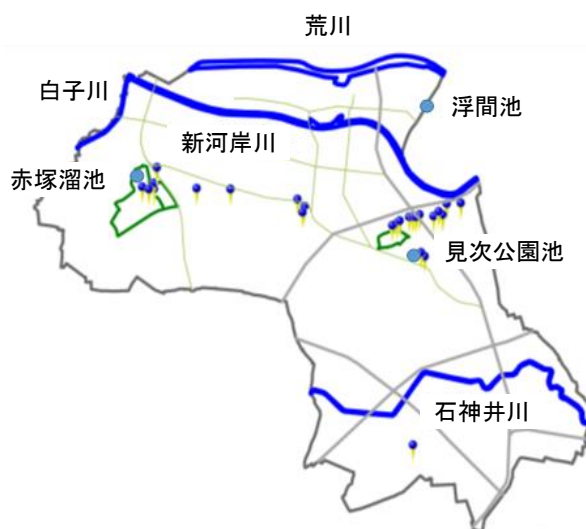 荒川
白子川
浮間池
新河岸川
赤塚溜池
見次公園池
石神井川